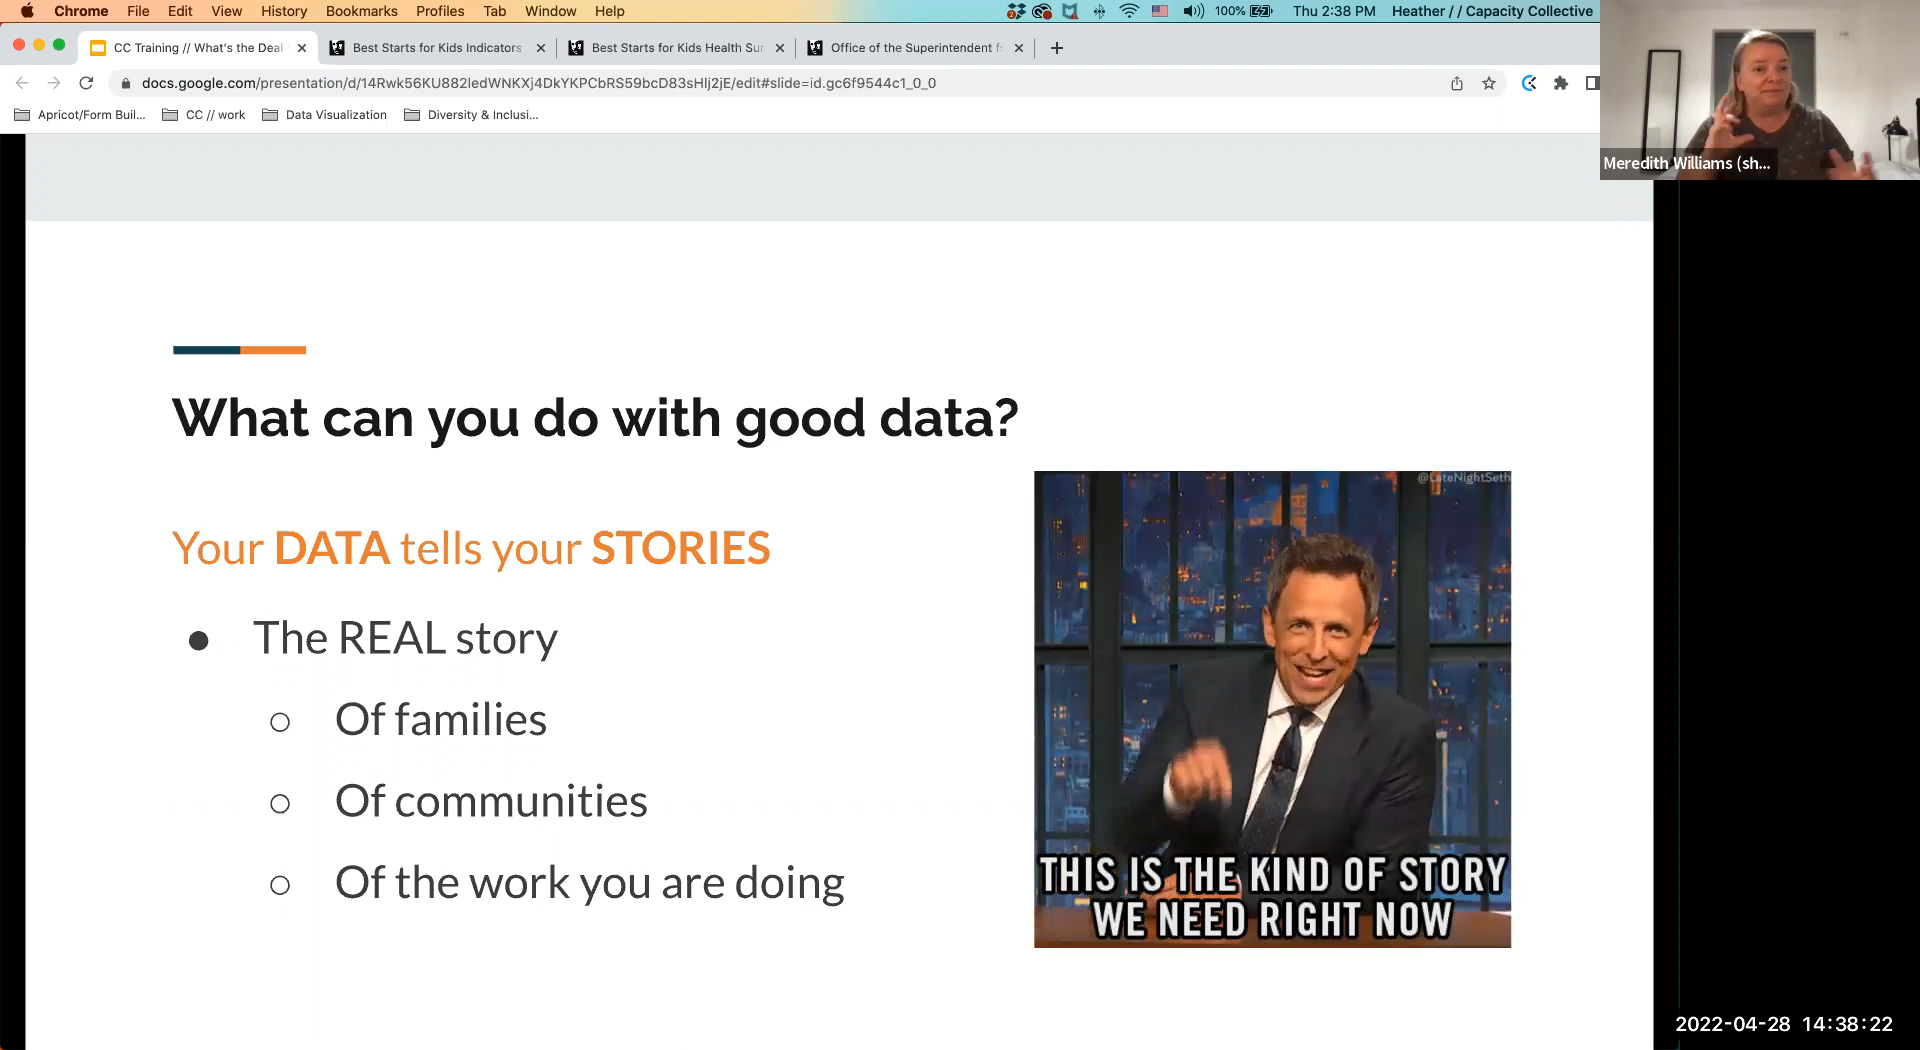 Chrome File Edit View History Bookmarks Profiles Tab Window Help
100% Thu 2:38 PM Heather // Capacity Collective
CC Training // What's the Deal
Best Starts for Kids Indicators
Best Starts for Kids Health Sur
Office of the Superintendent f
docs.google.com/presentation/d/14Rwk56KU882ledWNKXj4DkYKPCbRS59bcD83sHlj2jE/edit#slide=id.gc6f9544c1_0_0
Apricot/Form Buil... CC // work Data Visualization Diversity & Inclusi...
Meredith Williams (sh...
What can you do with good data?
Your DATA tells your STORIES
● The REAL story
○ Of families
○ Of communities
○ Of the work you are doing
@LateNightSeth
THIS IS THE KIND OF STORY
WE NEED RIGHT NOW
2022-04-28 14:38:22